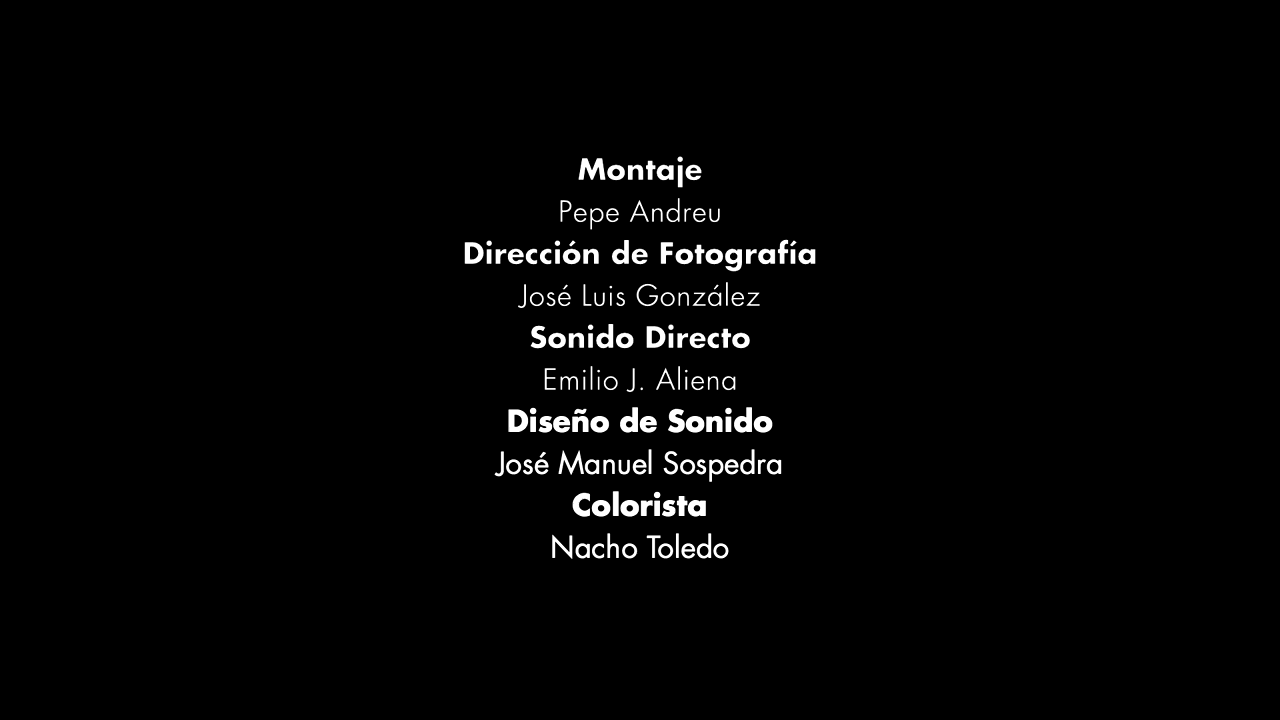 Montaje
Pepe Andreu
Dirección de Fotografía
José Luis González
Sonido Directo
Emilio J. Aliena
Diseño de Sonido
José Manuel Sospedra
Colorista
Nacho Toledo